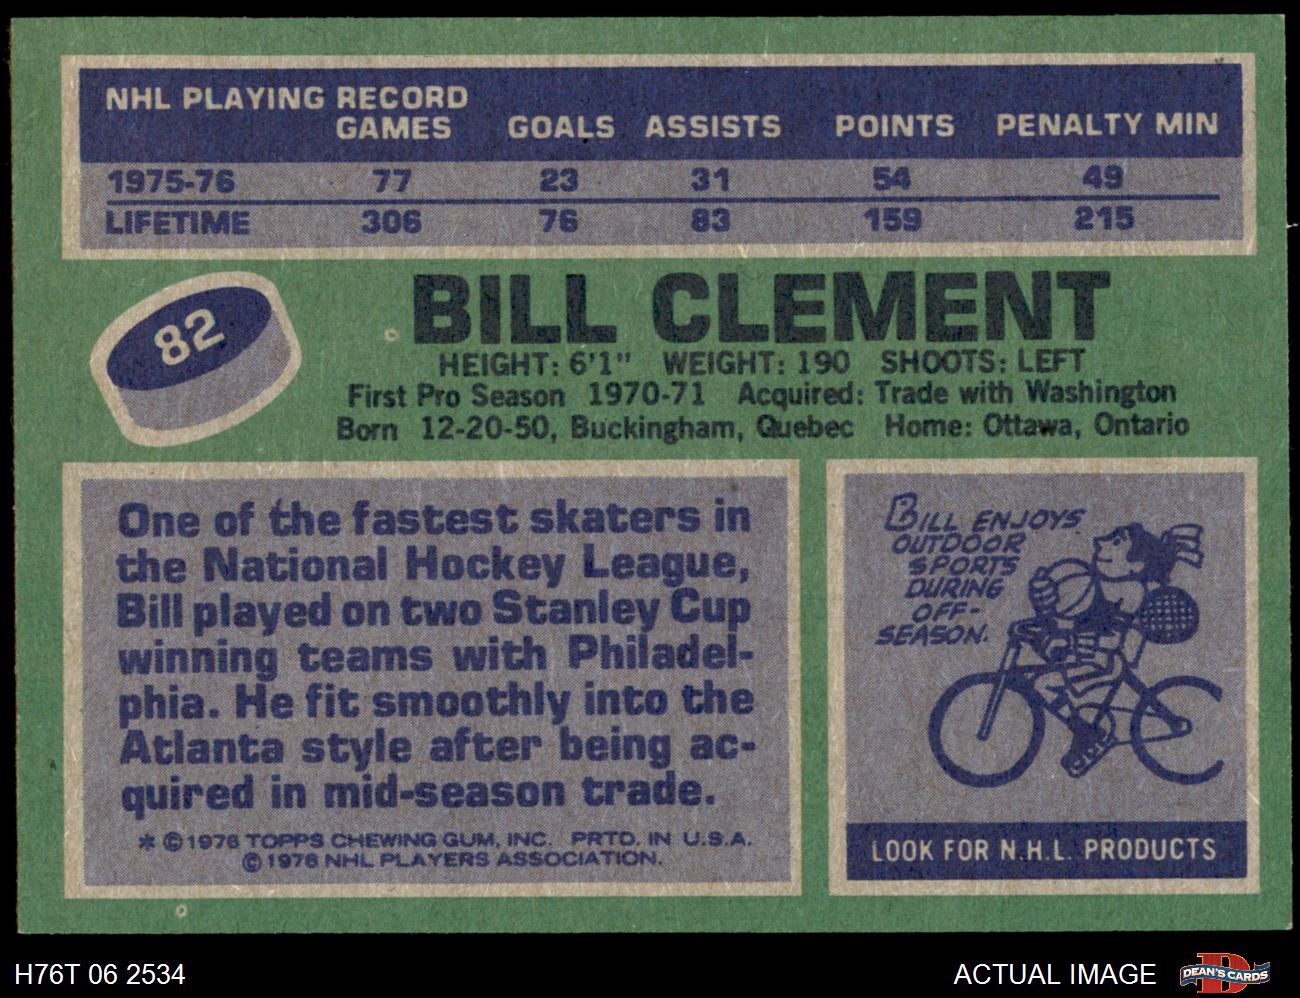 NHL PLAYING RECORD
GAMES GOALS ASSISTS POINTS PENALTY MIN
1975-76 77 23 31 54 49
LIFETIME 306 76 83 159 215
82
BILL CLEMENT
HEIGHT: 6'1" WEIGHT: 190 SHOOTS: LEFT
First Pro Season 1970-71 Acquired: Trade with Washington
Born 12-20-50, Buckingham, Quebec Home: Ottawa, Ontario
One of the fastest skaters in
the National Hockey League,
Bill played on two Stanley Cup
winning teams with Philadel-
phia. He fit smoothly into the
Atlanta style after being ac-
quired in mid-season trade.
* ©1976 TOPPS CHEWING GUM, INC. PRTD. IN U.S.A.
©1976 NHL PLAYERS ASSOCIATION.
BILL ENJOYS
OUTDOOR
SPORTS
DURING
OFF-
SEASON.
LOOK FOR N.H.L. PRODUCTS
H76T 06 2534
ACTUAL IMAGE
D
DEAN'S CARDS